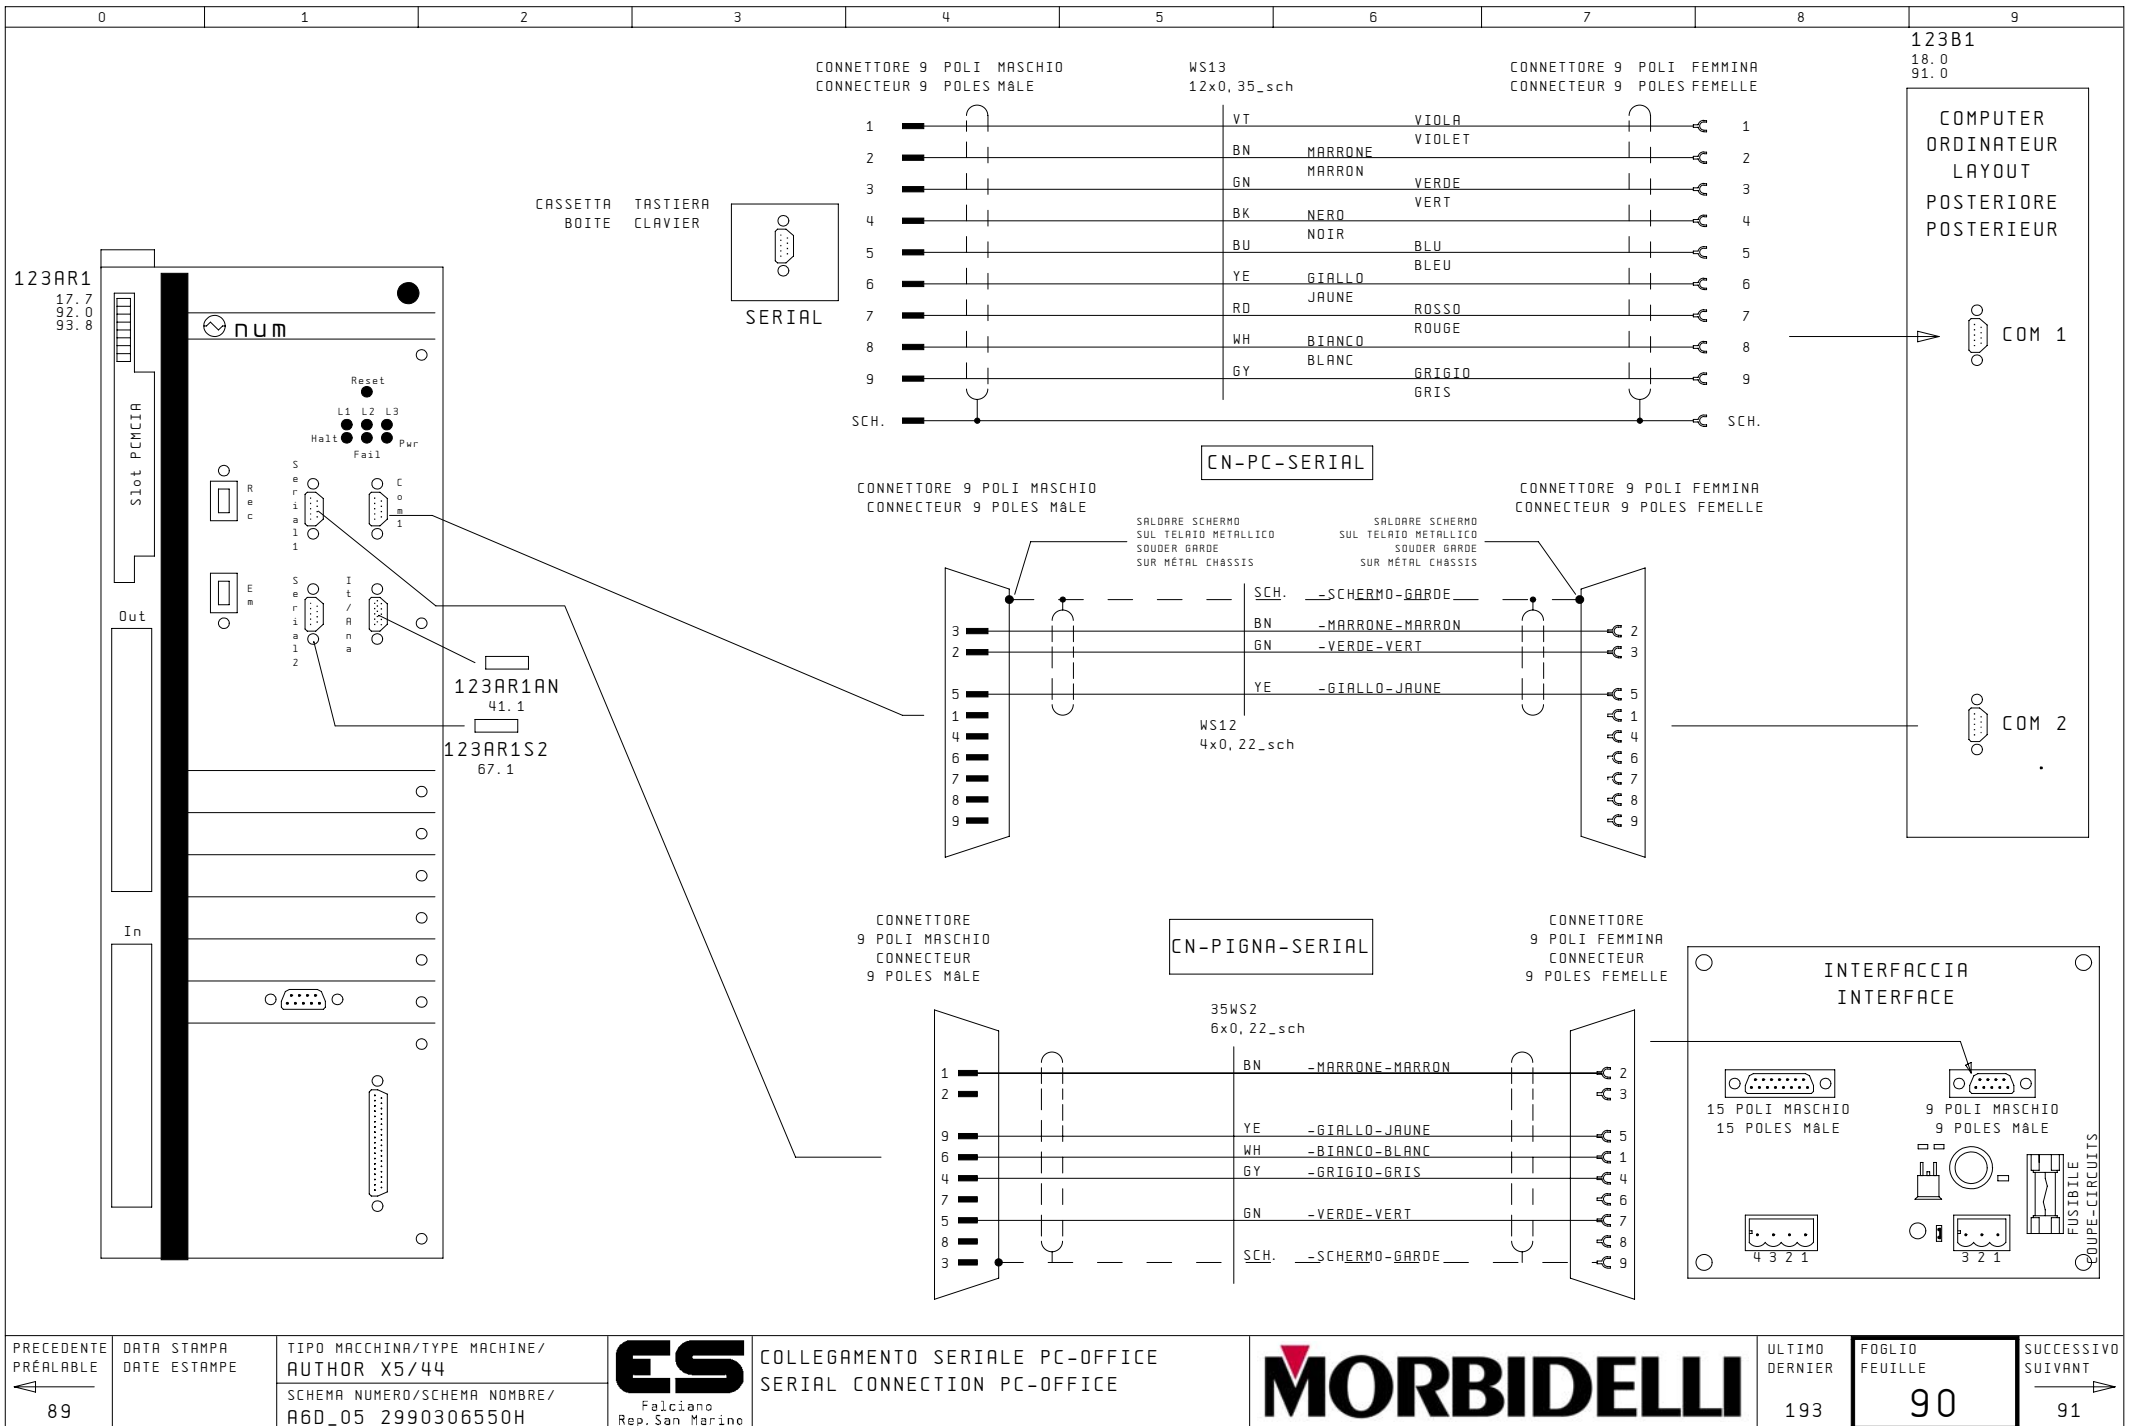 0 1 2 3 4 5 6 7 8 9
123B1
18.0
91.0
COMPUTER
ORDINATEUR
LAYOUT
POSTERIORE
POSTERIEUR
COM 1
COM 2
CONNETTORE 9 POLI MASCHIO
CONNECTEUR 9 POLES MâLE
WS13
12x0,35_sch
CONNETTORE 9 POLI FEMMINA
CONNECTEUR 9 POLES FEMELLE
1 VT VIOLA 1
VIOLET
2 BN MARRONE 2
MARRON
3 GN VERDE 3
VERT
4 BK NERO 4
NOIR
5 BU BLU 5
BLEU
6 YE GIALLO 6
JAUNE
7 RD ROSSO 7
ROUGE
8 WH BIANCO 8
BLANC
9 GY GRIGIO 9
GRIS
SCH. SCH.
CASSETTA TASTIERA
BOITE CLAVIER
SERIAL
123AR1
17.7
92.0
93.8
num
Slot PCMCIA
Reset
L1 L2 L3
Halt Pwr
Fail
Rec
Serial1
Com1
Em
Serial2
It/Ana
Out
In
123AR1AN
41.1
123AR1S2
67.1
CN-PC-SERIAL
CONNETTORE 9 POLI MASCHIO
CONNECTEUR 9 POLES MâLE
CONNETTORE 9 POLI FEMMINA
CONNECTEUR 9 POLES FEMELLE
SALDARE SCHERMO
SUL TELAIO METALLICO
SOUDER GARDE
SUR MÉTAL CHâSSIS
SALDARE SCHERMO
SUL TELAIO METALLICO
SOUDER GARDE
SUR MÉTAL CHâSSIS
SCH. -SCHERMO-GARDE
3 BN -MARRONE-MARRON 2
2 GN -VERDE-VERT 3
5 YE -GIALLO-JAUNE 5
1 1
4 4
6 6
7 7
8 8
9 9
WS12
4x0,22_sch
CN-PIGNA-SERIAL
CONNETTORE
9 POLI MASCHIO
CONNECTEUR
9 POLES MâLE
CONNETTORE
9 POLI FEMMINA
CONNECTEUR
9 POLES FEMELLE
35WS2
6x0,22_sch
1 BN -MARRONE-MARRON 2
2 3
9 YE -GIALLO-JAUNE 5
6 WH -BIANCO-BLANC 1
4 GY -GRIGIO-GRIS 4
7 6
5 GN -VERDE-VERT 7
8 8
3 SCH. -SCHERMO-GARDE 9
INTERFACCIA
INTERFACE
15 POLI MASCHIO
15 POLES MâLE
9 POLI MASCHIO
9 POLES MâLE
FUSIBILE
COUPE-CIRCUITS
4 3 2 1
3 2 1
PRECEDENTE
PRÉALABLE
89
DATA STAMPA
DATE ESTAMPE
TIPO MACCHINA/TYPE MACHINE/
AUTHOR X5/44
SCHEMA NUMERO/SCHEMA NOMBRE/
A6D_05 2990306550H
ES
Falciano
Rep.San Marino
COLLEGAMENTO SERIALE PC-OFFICE
SERIAL CONNECTION PC-OFFICE
MORBIDELLI
ULTIMO
DERNIER
193
FOGLIO
FEUILLE
90
SUCCESSIVO
SUIVANT
91